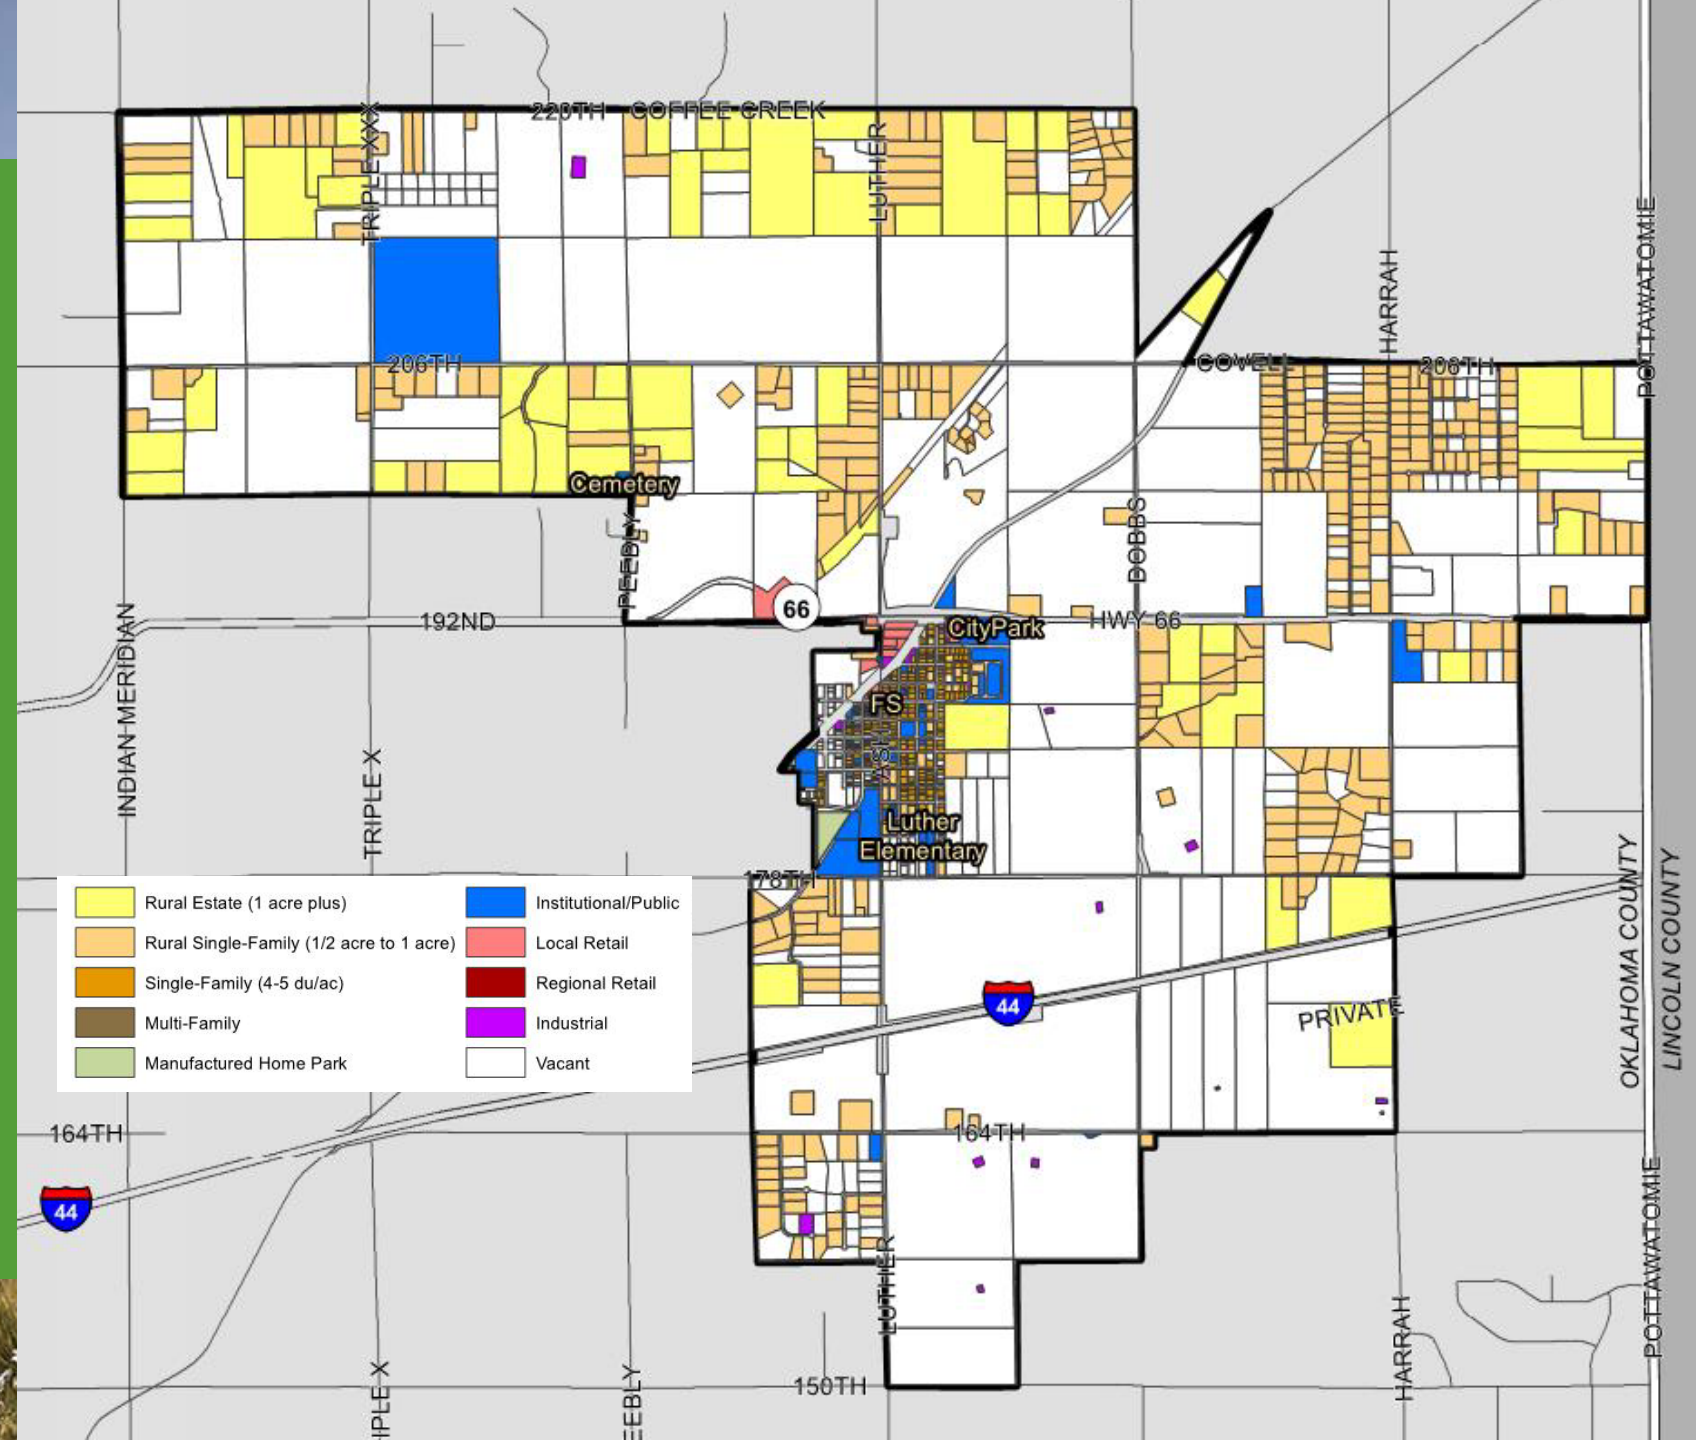 220TH COFFEE CREEK
TRIPLE XXX
LUTHER
POTTAWATOMIE
HARRAH
206TH
COVELL
206TH
Cemetery
PEEBLY
DOBBS
66
192ND
HWY 66
CityPark
INDIAN MERIDIAN
FS
ASH
TRIPLE X
Luther
Elementary
178TH
OKLAHOMA COUNTY
LINCOLN COUNTY
Rural Estate (1 acre plus)
Rural Single-Family (1/2 acre to 1 acre)
Single-Family (4-5 du/ac)
Multi-Family
Manufactured Home Park
Institutional/Public
Local Retail
Regional Retail
Industrial
Vacant
44
PRIVATE
164TH
164TH
44
LUTHER
POTTAWATOMIE
HARRAH
IPLE X
EEBLY
150TH